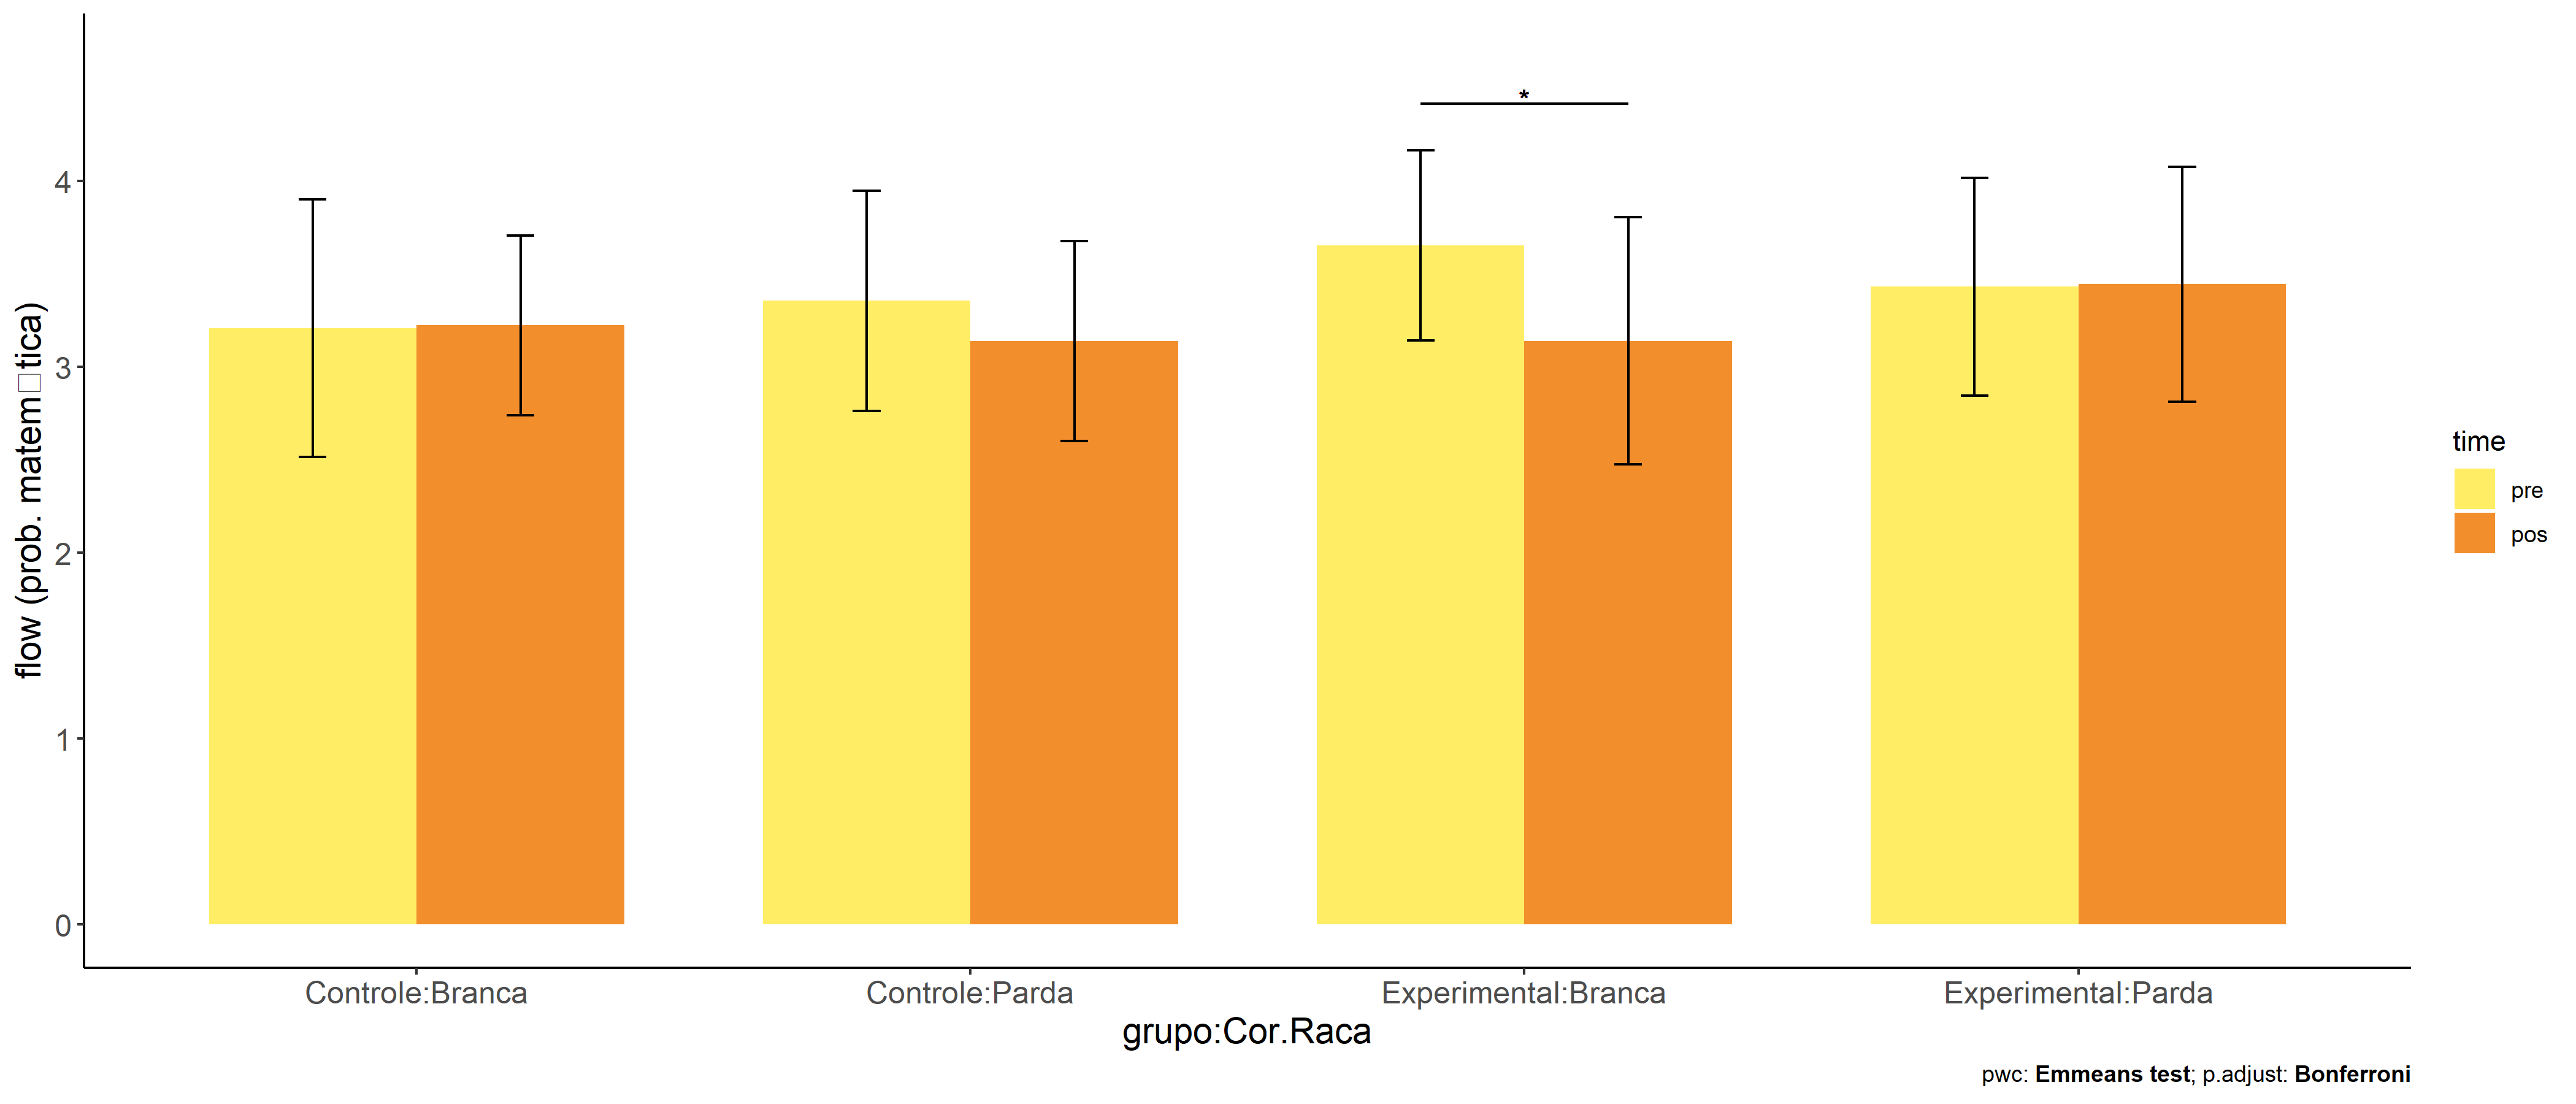 *
4
3
2
1
0
flow (prob. matem□tica)
Controle:Branca
Controle:Parda
Experimental:Branca
Experimental:Parda
grupo:Cor.Raca
time
pre
pos
pwc: Emmeans test; p.adjust: Bonferroni